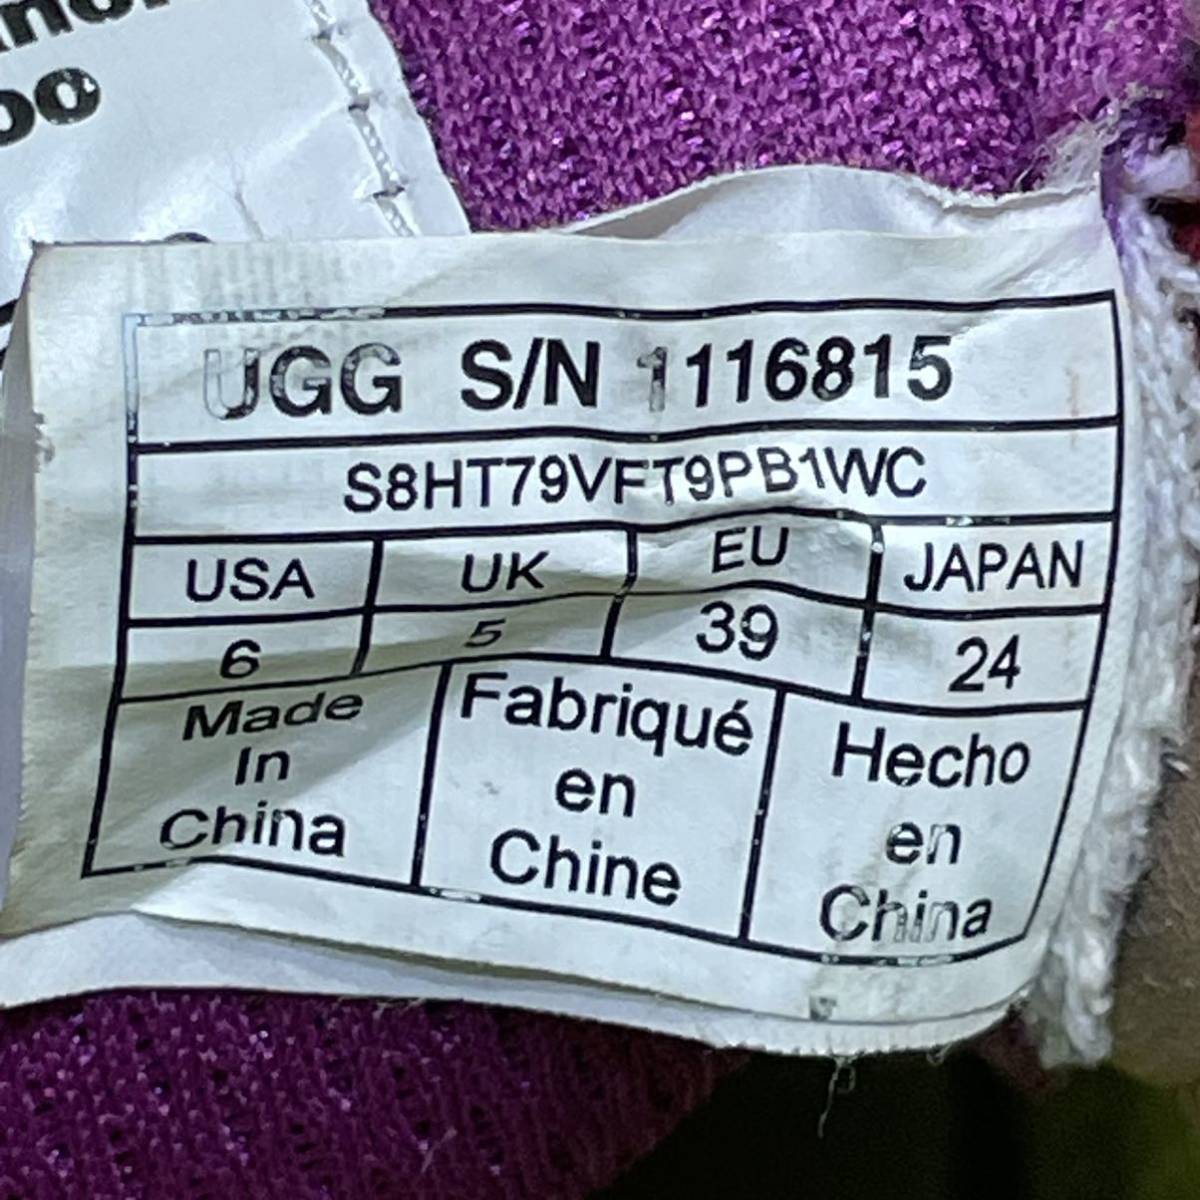 UGG S/N 1116815
S8HT79VFT9PB1WC
USA UK EU JAPAN
6 5 39 24
Made
In
China
Fabriqué
en
Chine
Hecho
en
China